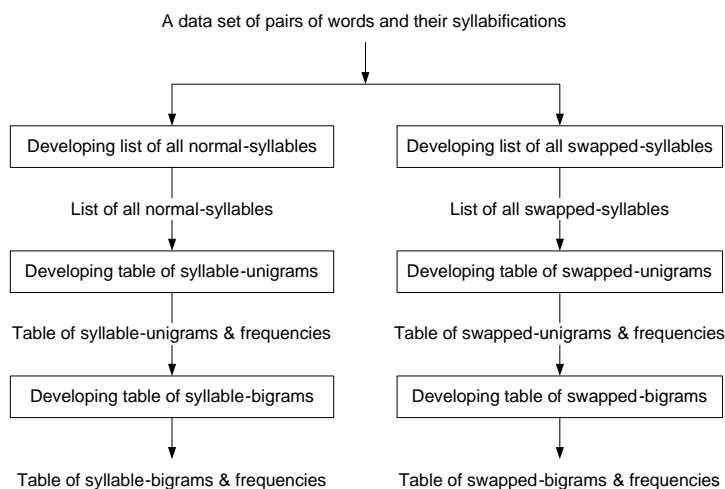 A data set of pairs of words and their syllabifications
Developing list of all normal-syllables
Developing list of all swapped-syllables
List of all normal-syllables
List of all swapped-syllables
Developing table of syllable-unigrams
Developing table of swapped-unigrams
Table of syllable-unigrams & frequencies
Table of swapped-unigrams & frequencies
Developing table of syllable-bigrams
Developing table of swapped-bigrams
Table of syllable-bigrams & frequencies
Table of swapped-bigrams & frequencies